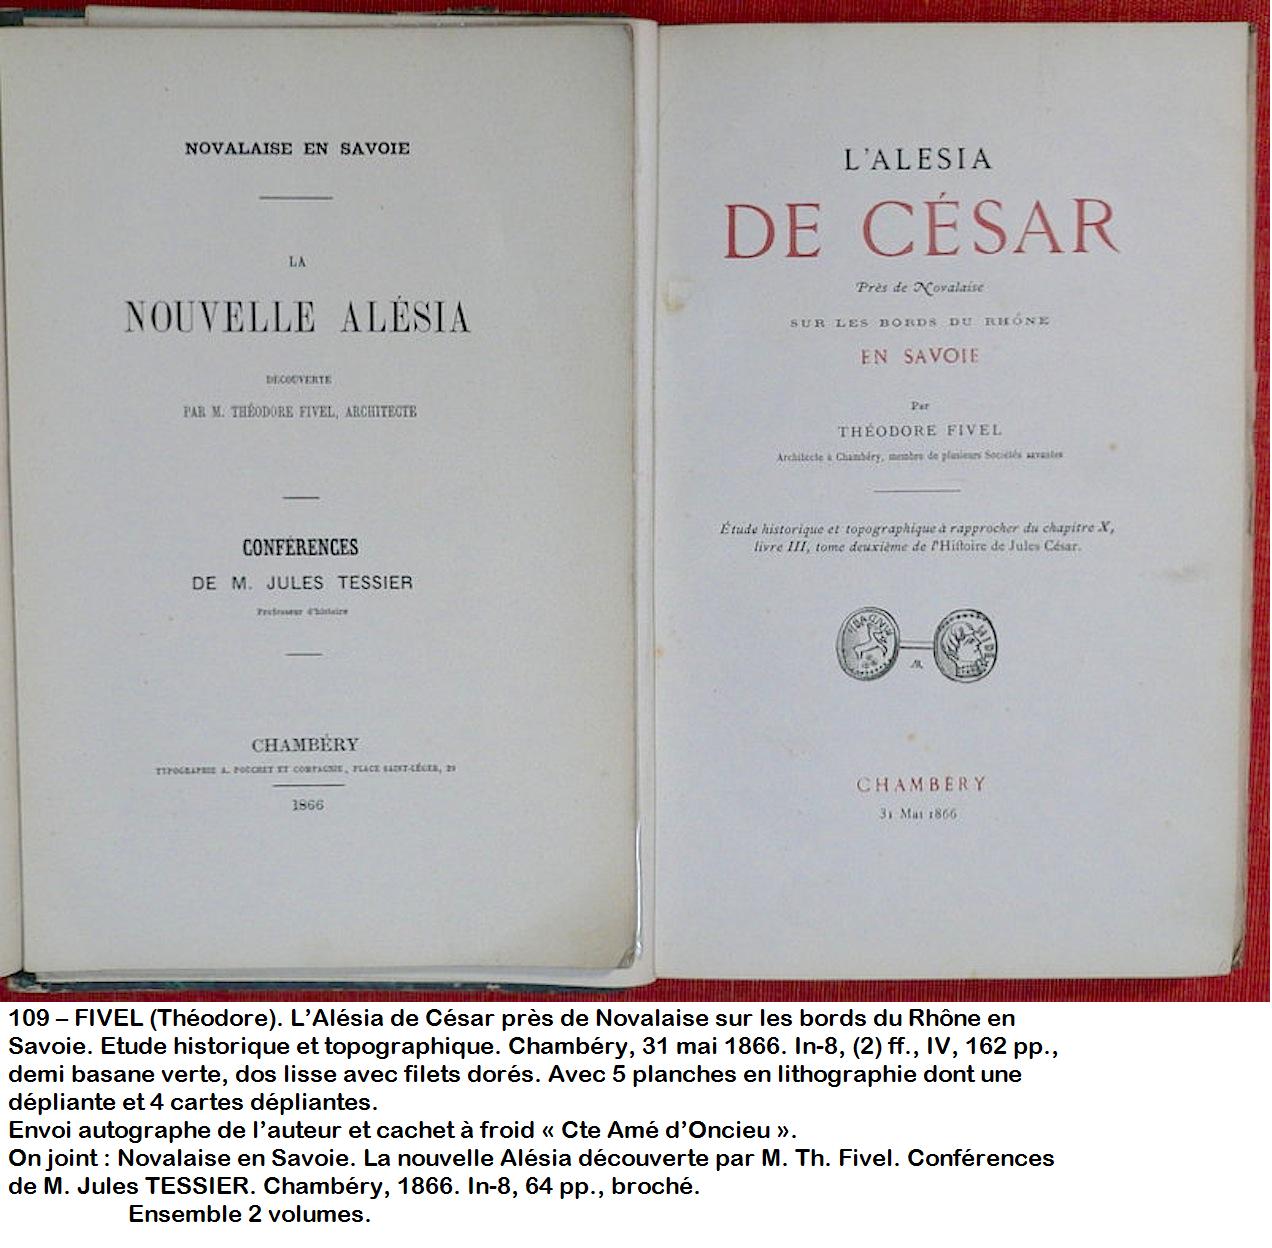 NOVALAISE EN SAVOIE
LA
NOUVELLE ALÉSIA
DÉCOUVERTE
PAR M. THÉODORE FIVEL, ARCHITECTE
CONFÉRENCES
DE M. JULES TESSIER
Professeur d'histoire
CHAMBÉRY
TYPOGRAPHIE A. POUCHET ET COMPAGNIE, PLACE SAINT-LÉGER, 29
1866
L'ALESIA
DE CÉSAR
Près de Novalaise
SUR LES BORDS DU RHÔNE
EN SAVOIE
Par
THÉODORE FIVEL
Architecte à Chambéry, membre de plusieurs Sociétés savantes
Étude historique et topographique à rapprocher du chapitre X,
livre III, tome deuxième de l'Hiſtoire de Jules César.
AR
CHAMBÉRY
31 Mai 1866
109 – FIVEL (Théodore). L’Alésia de César près de Novalaise sur les bords du Rhône en
Savoie. Etude historique et topographique. Chambéry, 31 mai 1866. In-8, (2) ff., IV, 162 pp.,
demi basane verte, dos lisse avec filets dorés. Avec 5 planches en lithographie dont une
dépliante et 4 cartes dépliantes.
Envoi autographe de l’auteur et cachet à froid « Cte Amé d’Oncieu ».
On joint : Novalaise en Savoie. La nouvelle Alésia découverte par M. Th. Fivel. Conférences
de M. Jules TESSIER. Chambéry, 1866. In-8, 64 pp., broché.
Ensemble 2 volumes.